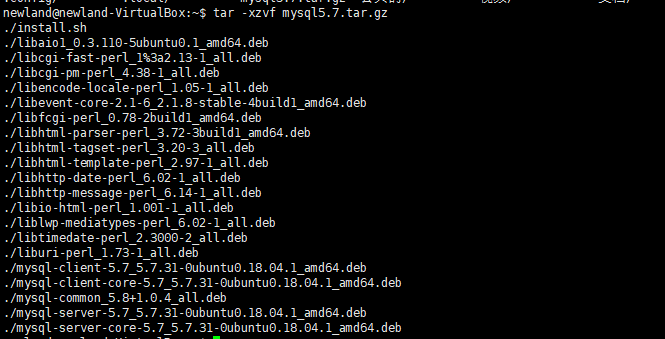 newland@newland-VirtualBox:~$ tar -xzvf mysql5.7.tar.gz
./install.sh
./libaio1_0.3.110-5ubuntu0.1_amd64.deb
./libcgi-fast-perl_1%3a2.13-1_all.deb
./libcgi-pm-perl_4.38-1_all.deb
./libencode-locale-perl_1.05-1_all.deb
./libevent-core-2.1-6_2.1.8-stable-4build1_amd64.deb
./libfcgi-perl_0.78-2build1_amd64.deb
./libhtml-parser-perl_3.72-3build1_amd64.deb
./libhtml-tagset-perl_3.20-3_all.deb
./libhtml-template-perl_2.97-1_all.deb
./libhttp-date-perl_6.02-1_all.deb
./libhttp-message-perl_6.14-1_all.deb
./libio-html-perl_1.001-1_all.deb
./liblwp-mediatypes-perl_6.02-1_all.deb
./libtimedate-perl_2.3000-2_all.deb
./liburi-perl_1.73-1_all.deb
./mysql-client-5.7_5.7.31-0ubuntu0.18.04.1_amd64.deb
./mysql-client-core-5.7_5.7.31-0ubuntu0.18.04.1_amd64.deb
./mysql-common_5.8+1.0.4_all.deb
./mysql-server-5.7_5.7.31-0ubuntu0.18.04.1_amd64.deb
./mysql-server-core-5.7_5.7.31-0ubuntu0.18.04.1_amd64.deb